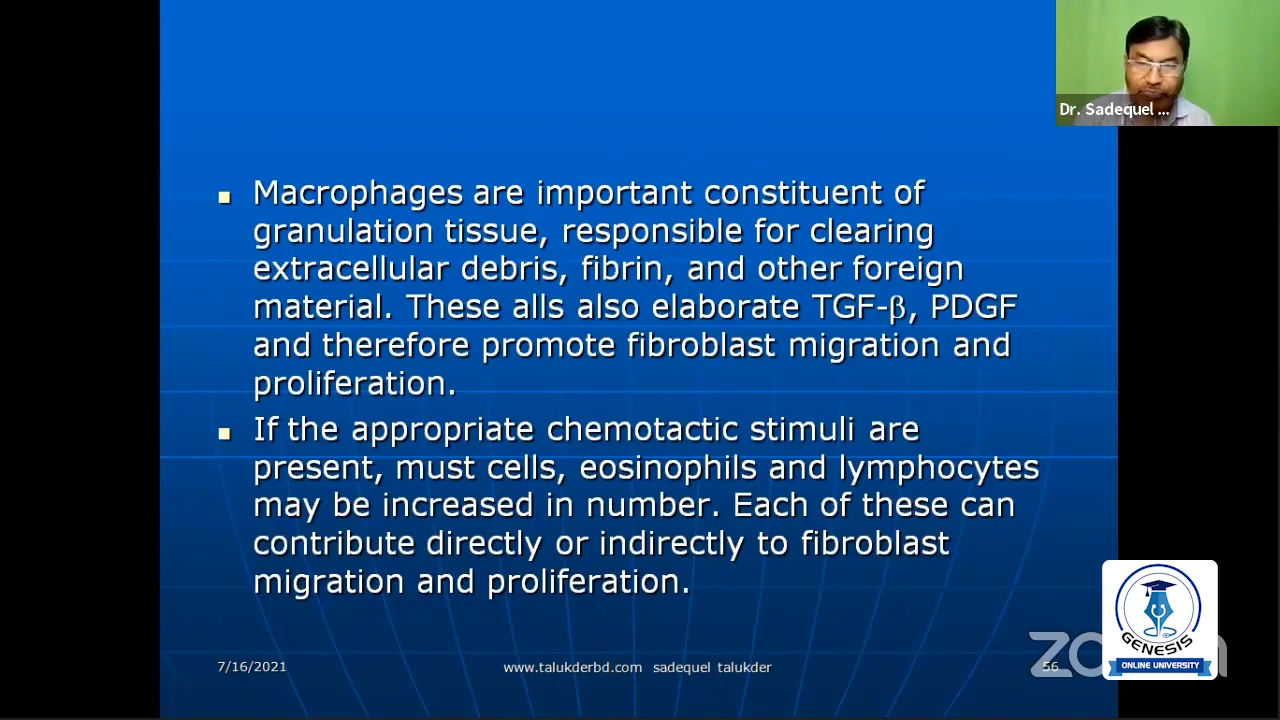 Dr. Sadequel ...
Macrophages are important constituent of
granulation tissue, responsible for clearing
extracellular debris, fibrin, and other foreign
material. These alls also elaborate TGF-β, PDGF
and therefore promote fibroblast migration and
proliferation.
If the appropriate chemotactic stimuli are
present, must cells, eosinophils and lymphocytes
may be increased in number. Each of these can
contribute directly or indirectly to fibroblast
migration and proliferation.
7/16/2021
www.talukderbd.com sadequel talukder
56
GENESIS
ONLINE UNIVERSITY